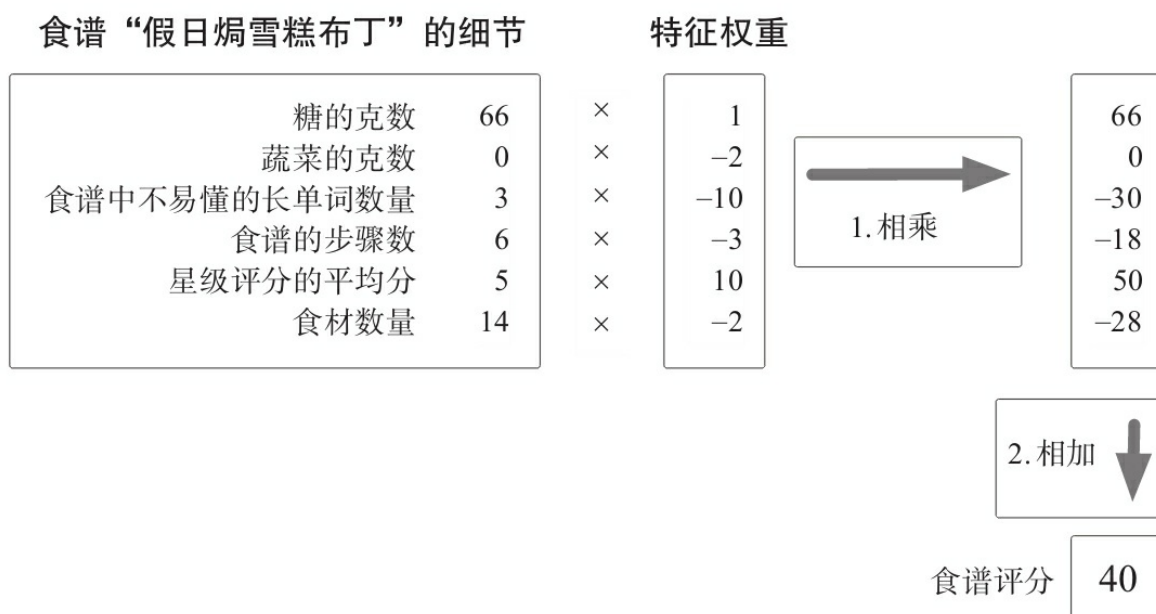 食谱“假日焗雪糕布丁”的细节 特征权重
糖的克数 66 × 1 66
蔬菜的克数 0 × –2 0
食谱中不易懂的长单词数量 3 × –10 –30
食谱的步骤数 6 × –3 –18
星级评分的平均分 5 × 10 50
食材数量 14 × –2 –28
1.相乘
2.相加
食谱评分 40